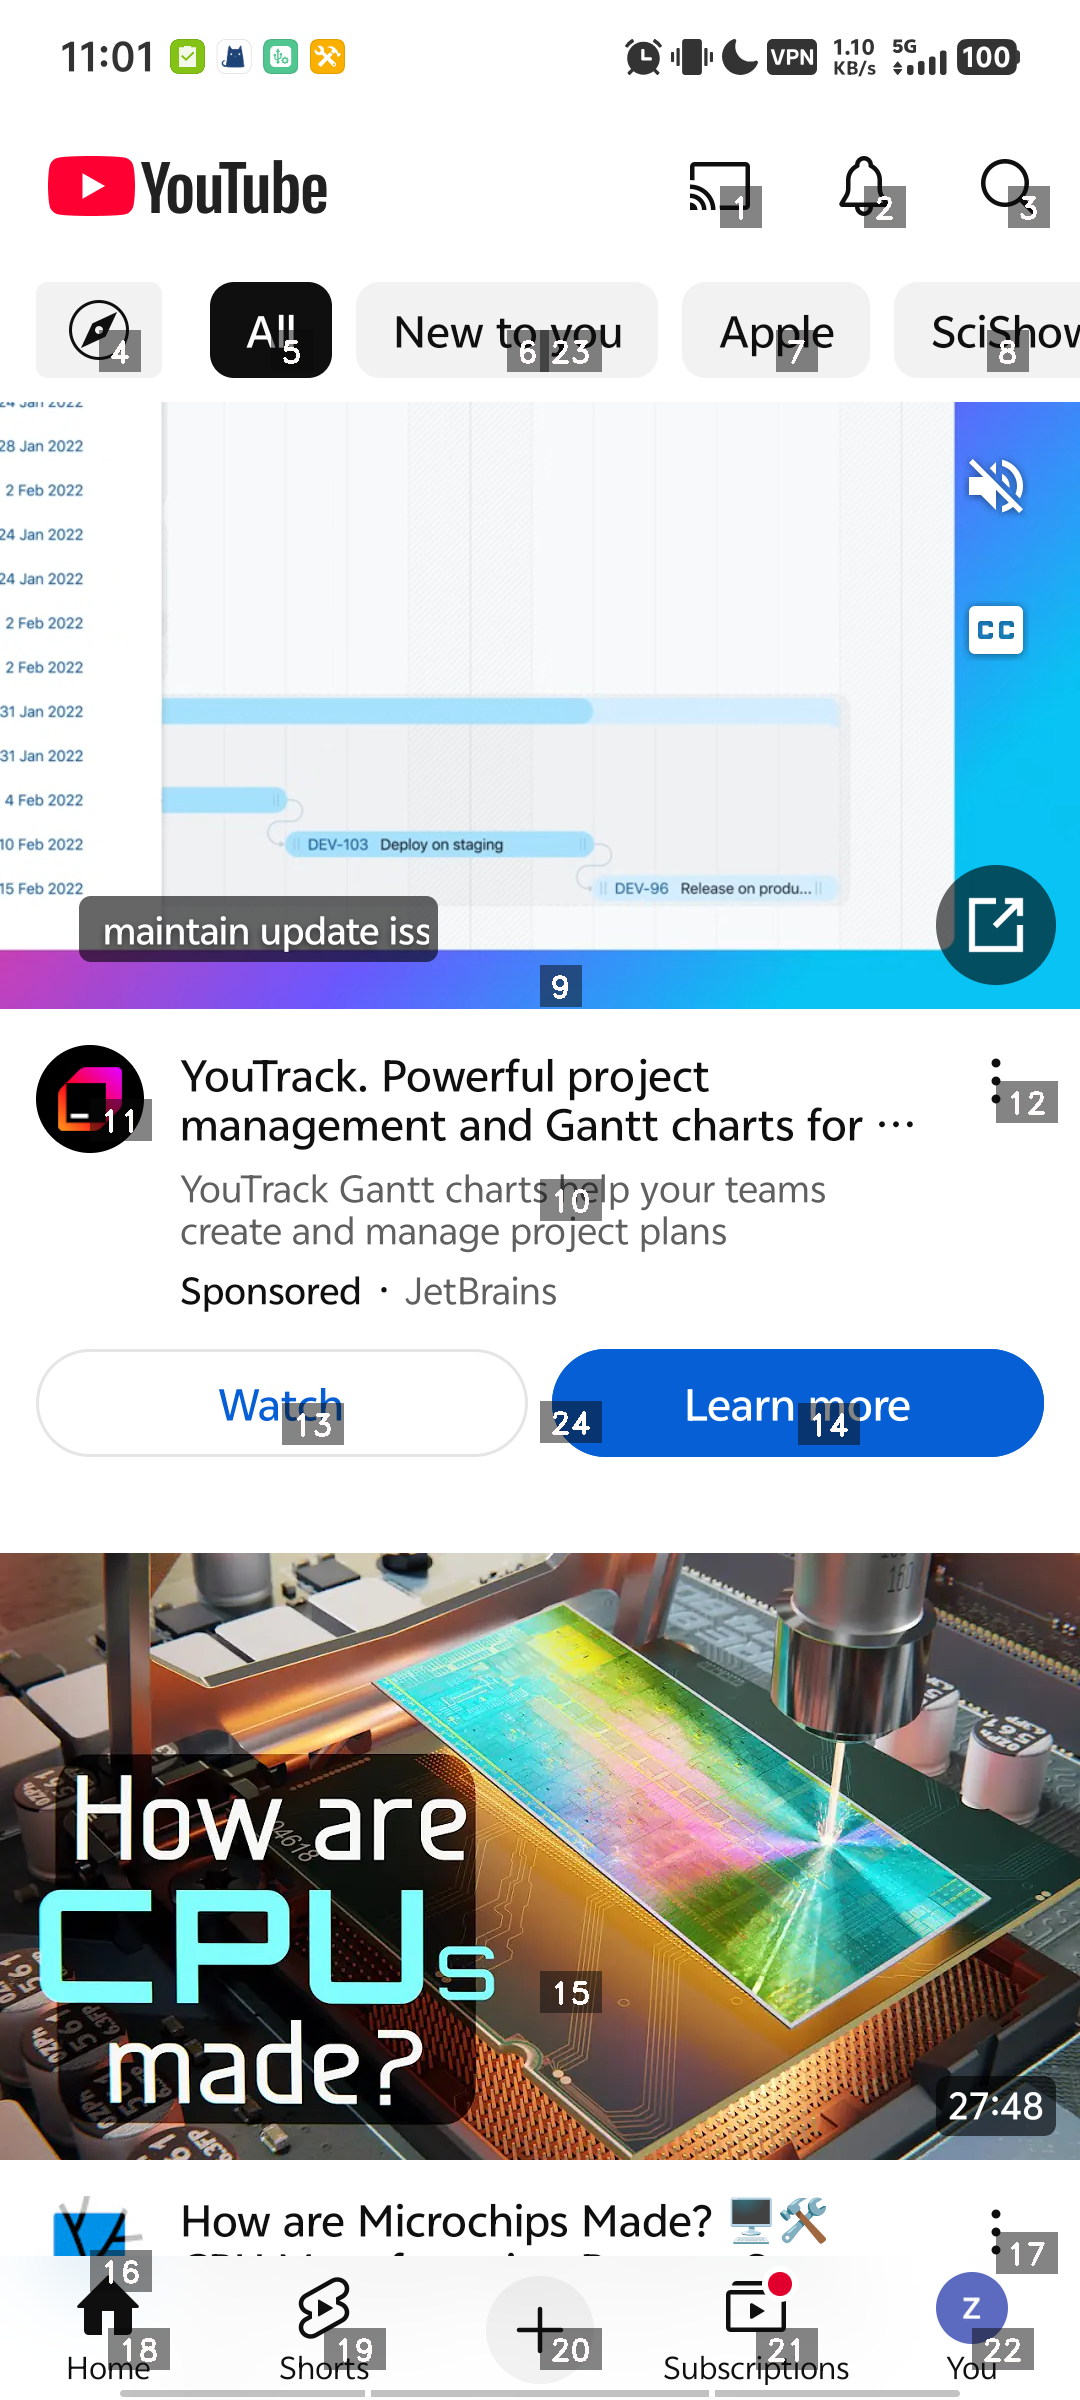 11:01
VPN
1.10
KB/s
5G
100
YouTube
1
2
3
4
All
5
New to you
6
23
Apple
7
SciShow
8
24 Jan 2022
28 Jan 2022
2 Feb 2022
24 Jan 2022
24 Jan 2022
2 Feb 2022
2 Feb 2022
31 Jan 2022
31 Jan 2022
4 Feb 2022
10 Feb 2022
DEV-103 Deploy on staging
15 Feb 2022
DEV-96 Release on produ...
CC
maintain update iss
9
YouTrack. Powerful project
management and Gantt charts for ...
11
12
YouTrack Gantt charts help your teams
create and manage project plans
10
Sponsored · JetBrains
Watch
13
24
Learn more
14
160
How are
CPUs
made?
15
27:48
How are Microchips Made? 🖥️🛠️
16
17
Home
18
Shorts
19
20
Subscriptions
21
Z
You
22